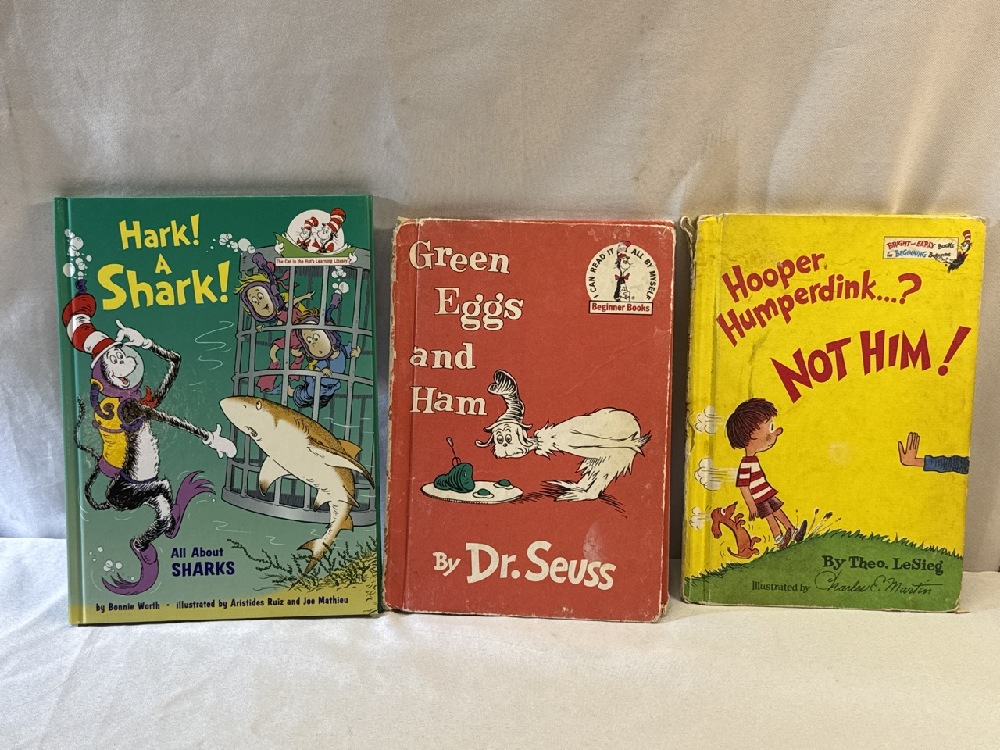 Hark!
A
Shark!
The Cat in the Hat's Learning Library
All About
SHARKS
by Bonnie Worth • illustrated by Aristides Ruiz and Joe Mathieu
Green
Eggs
and
Ham
I CAN READ IT ALL BY MYSELF
Beginner Books
By Dr. Seuss
BRIGHT and EARLY Books
for BEGINNING Beginners
Hooper
Humperdink...?
NOT HIM!
By Theo. LeSieg
Illustrated by Charles E. Martin